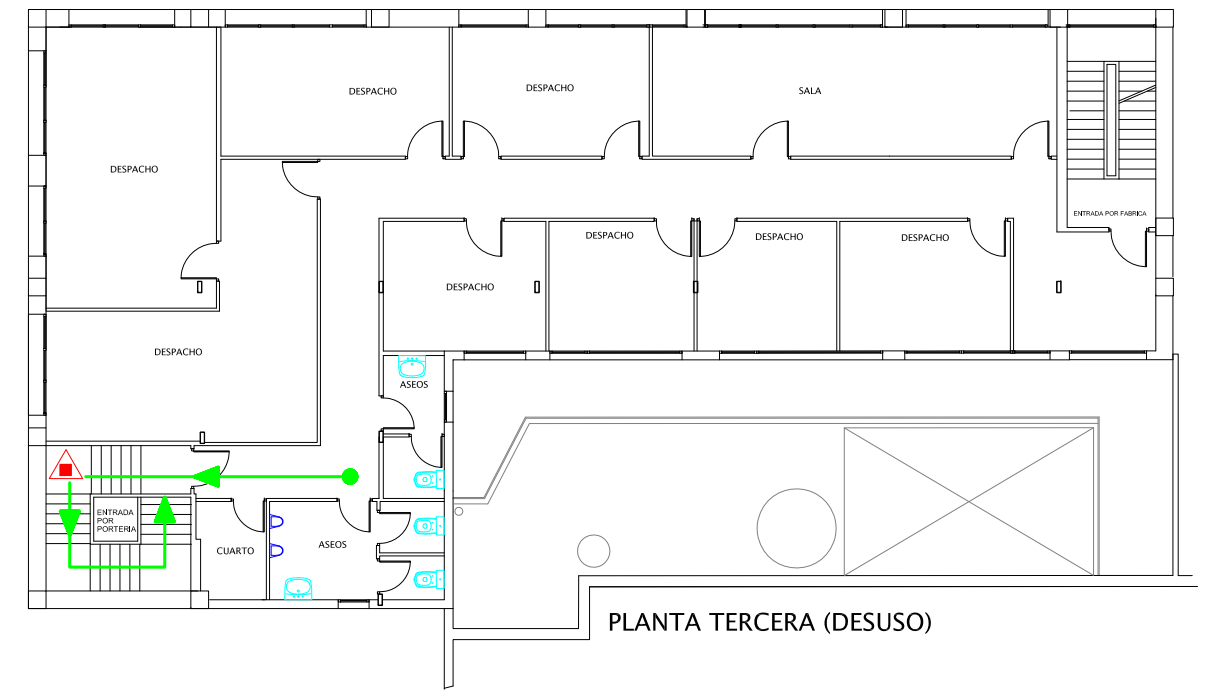 DESPACHO
DESPACHO
SALA
DESPACHO
ENTRADA POR FABRICA
DESPACHO
DESPACHO
DESPACHO
DESPACHO
DESPACHO
ASEOS
ENTRADA
POR
PORTERIA
CUARTO
ASEOS
PLANTA TERCERA (DESUSO)